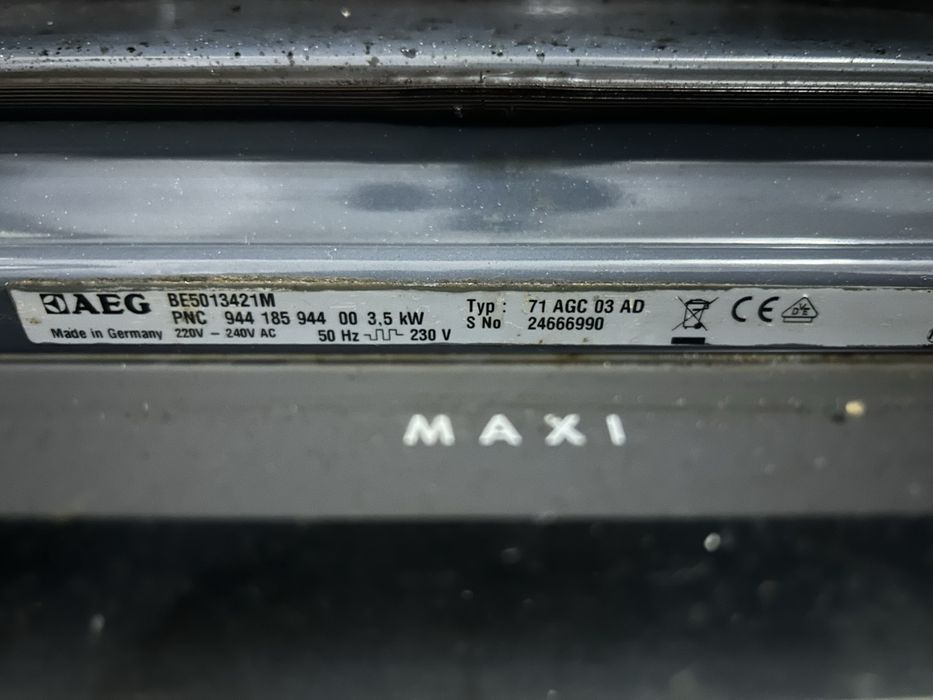 AEG BE5013421M
PNC 944 185 944 00 3,5 kW
Made in Germany 220V – 240V AC 50 Hz 230 V
Typ : 71 AGC 03 AD
S No 24666990
CE
D✓E
MAXI